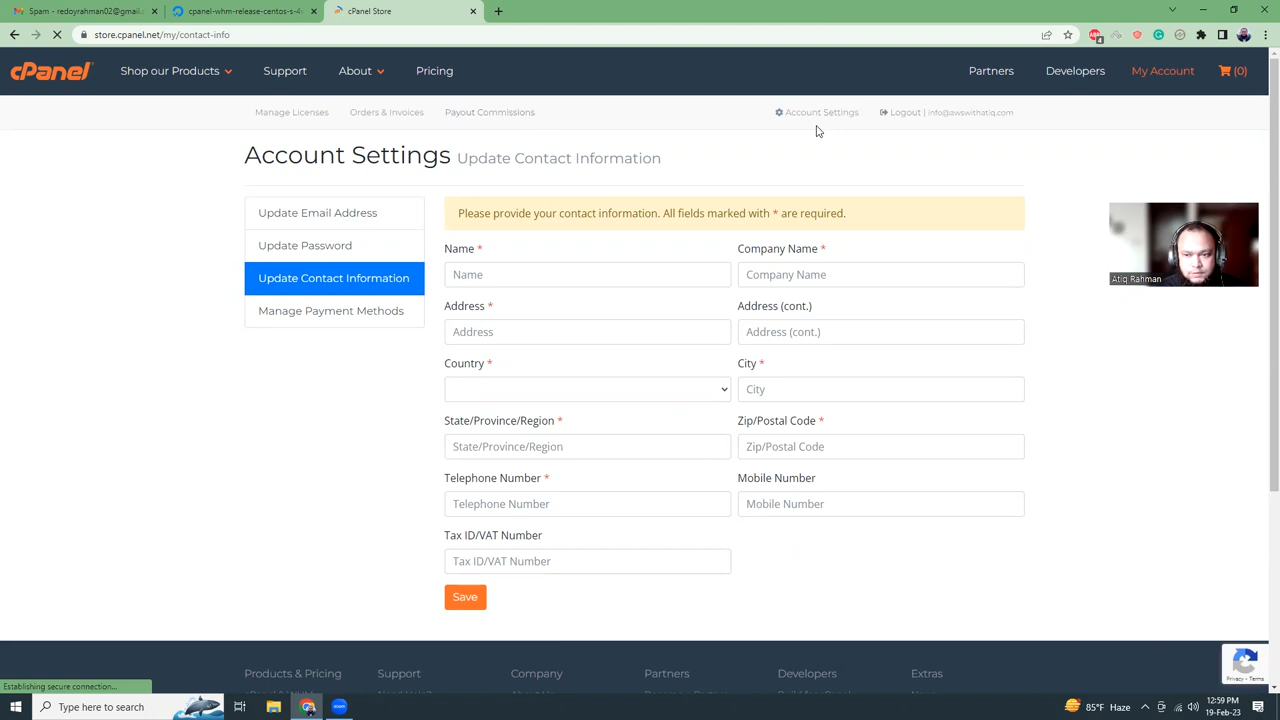 Spam - redoyrahman02@gmail.
cpanel-whm-release-centos-4
cPanel Store
store.cpanel.net/my/contact-info
4
cPanel
Shop our Products
Support
About
Pricing
Partners
Developers
My Account
(0)
Manage Licenses
Orders & Invoices
Payout Commissions
Account Settings
Logout | info@awswithatiq.com
Account Settings Update Contact Information
Update Email Address
Update Password
Update Contact Information
Manage Payment Methods
Please provide your contact information. All fields marked with * are required.
Name *
Company Name *
Name
Company Name
Address *
Address (cont.)
Address
Address (cont.)
Country *
City *
City
State/Province/Region *
Zip/Postal Code *
State/Province/Region
Zip/Postal Code
Telephone Number *
Mobile Number
Telephone Number
Mobile Number
Tax ID/VAT Number
Tax ID/VAT Number
Save
Atiq Rahman
Products & Pricing
Support
Company
Partners
Developers
Extras
Privacy - Terms
Establishing secure connection...
Type here to search
zoom
85°F Haze
12:59 PM
19-Feb-23